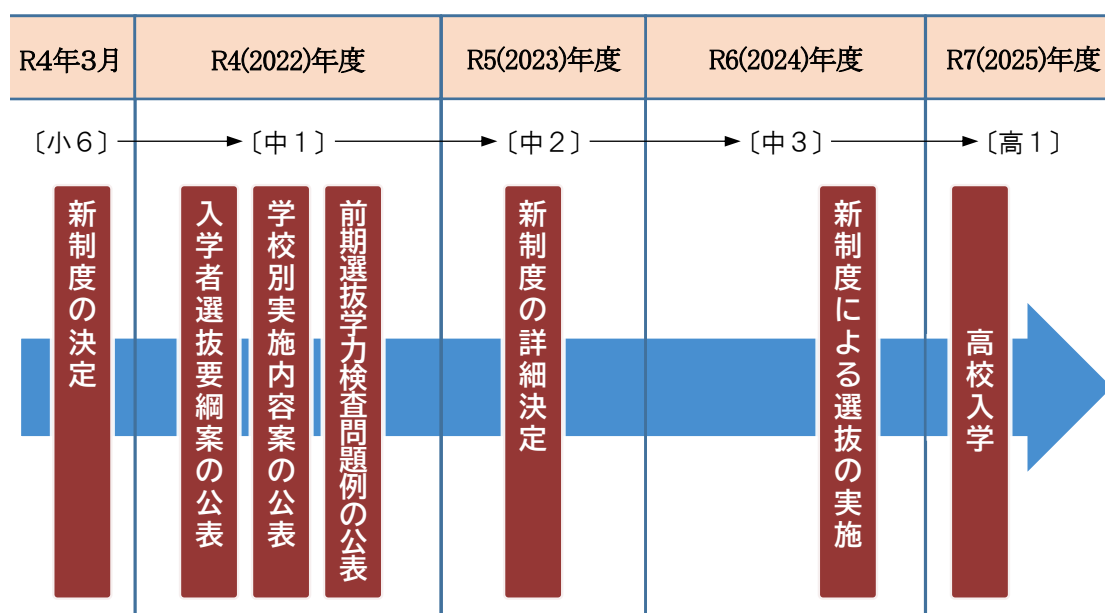 R4年3月
R4(2022)年度
R5(2023)年度
R6(2024)年度
R7(2025)年度
〔小6〕
〔中1〕
〔中2〕
〔中3〕
〔高1〕
新制度の決定
入学者選抜要綱案の公表
学校別実施内容案の公表
前期選抜学力検査問題例の公表
新制度の詳細決定
新制度による選抜の実施
高校入学